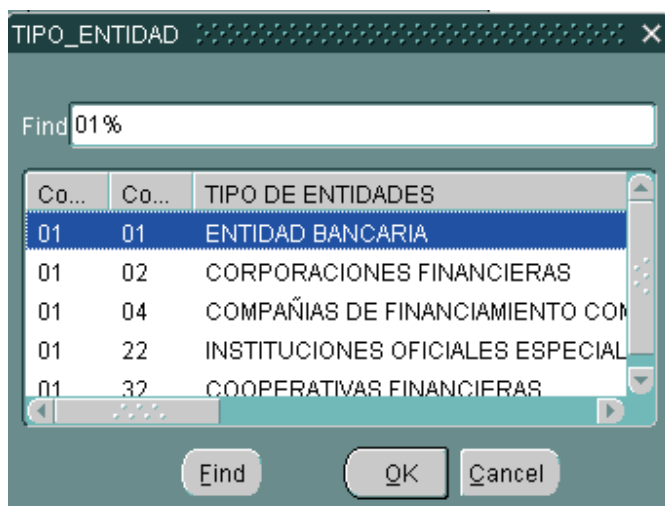 TIPO_ENTIDAD
Find 01%
Co... Co... TIPO DE ENTIDADES
01 01 ENTIDAD BANCARIA
01 02 CORPORACIONES FINANCIERAS
01 04 COMPAÑIAS DE FINANCIAMIENTO COM
01 22 INSTITUCIONES OFICIALES ESPECIAL
01 32 COOPERATIVAS FINANCIERAS
Find OK Cancel